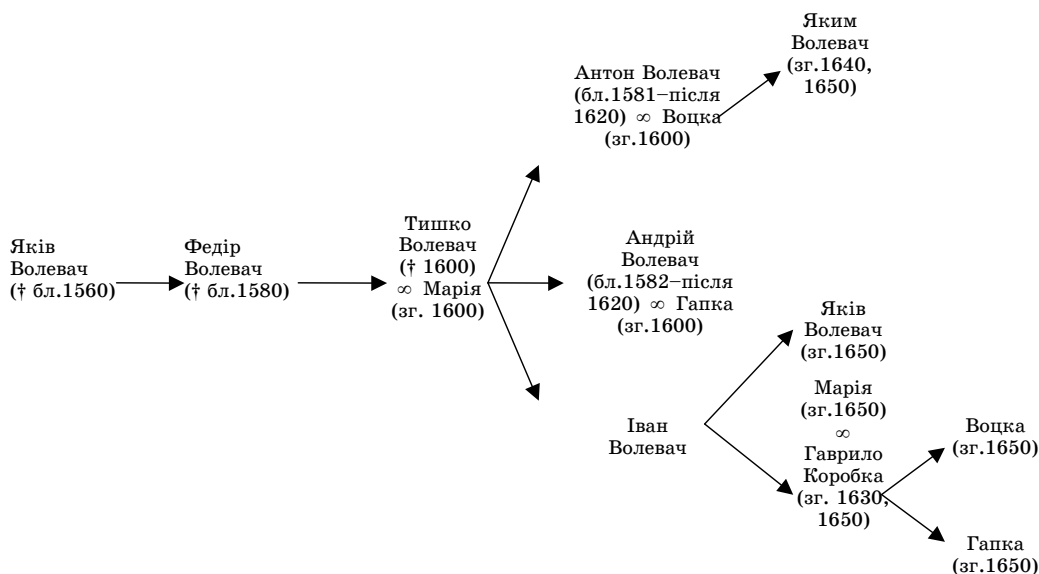 Яків
Волевач
(† бл.1560)
Федір
Волевач
(† бл.1580)
Тишко
Волевач
(† 1600)
∞ Марія
(зг. 1600)
Антон Волевач
(бл.1581–після
1620) ∞ Воцка
(зг.1600)
Яким
Волевач
(зг.1640,
1650)
Андрій
Волевач
(бл.1582–після
1620) ∞ Гапка
(зг.1600)
Іван
Волевач
Яків
Волевач
(зг.1650)
Марія
(зг.1650)
∞
Гаврило
Коробка
(зг. 1630,
1650)
Воцка
(зг.1650)
Гапка
(зг.1650)